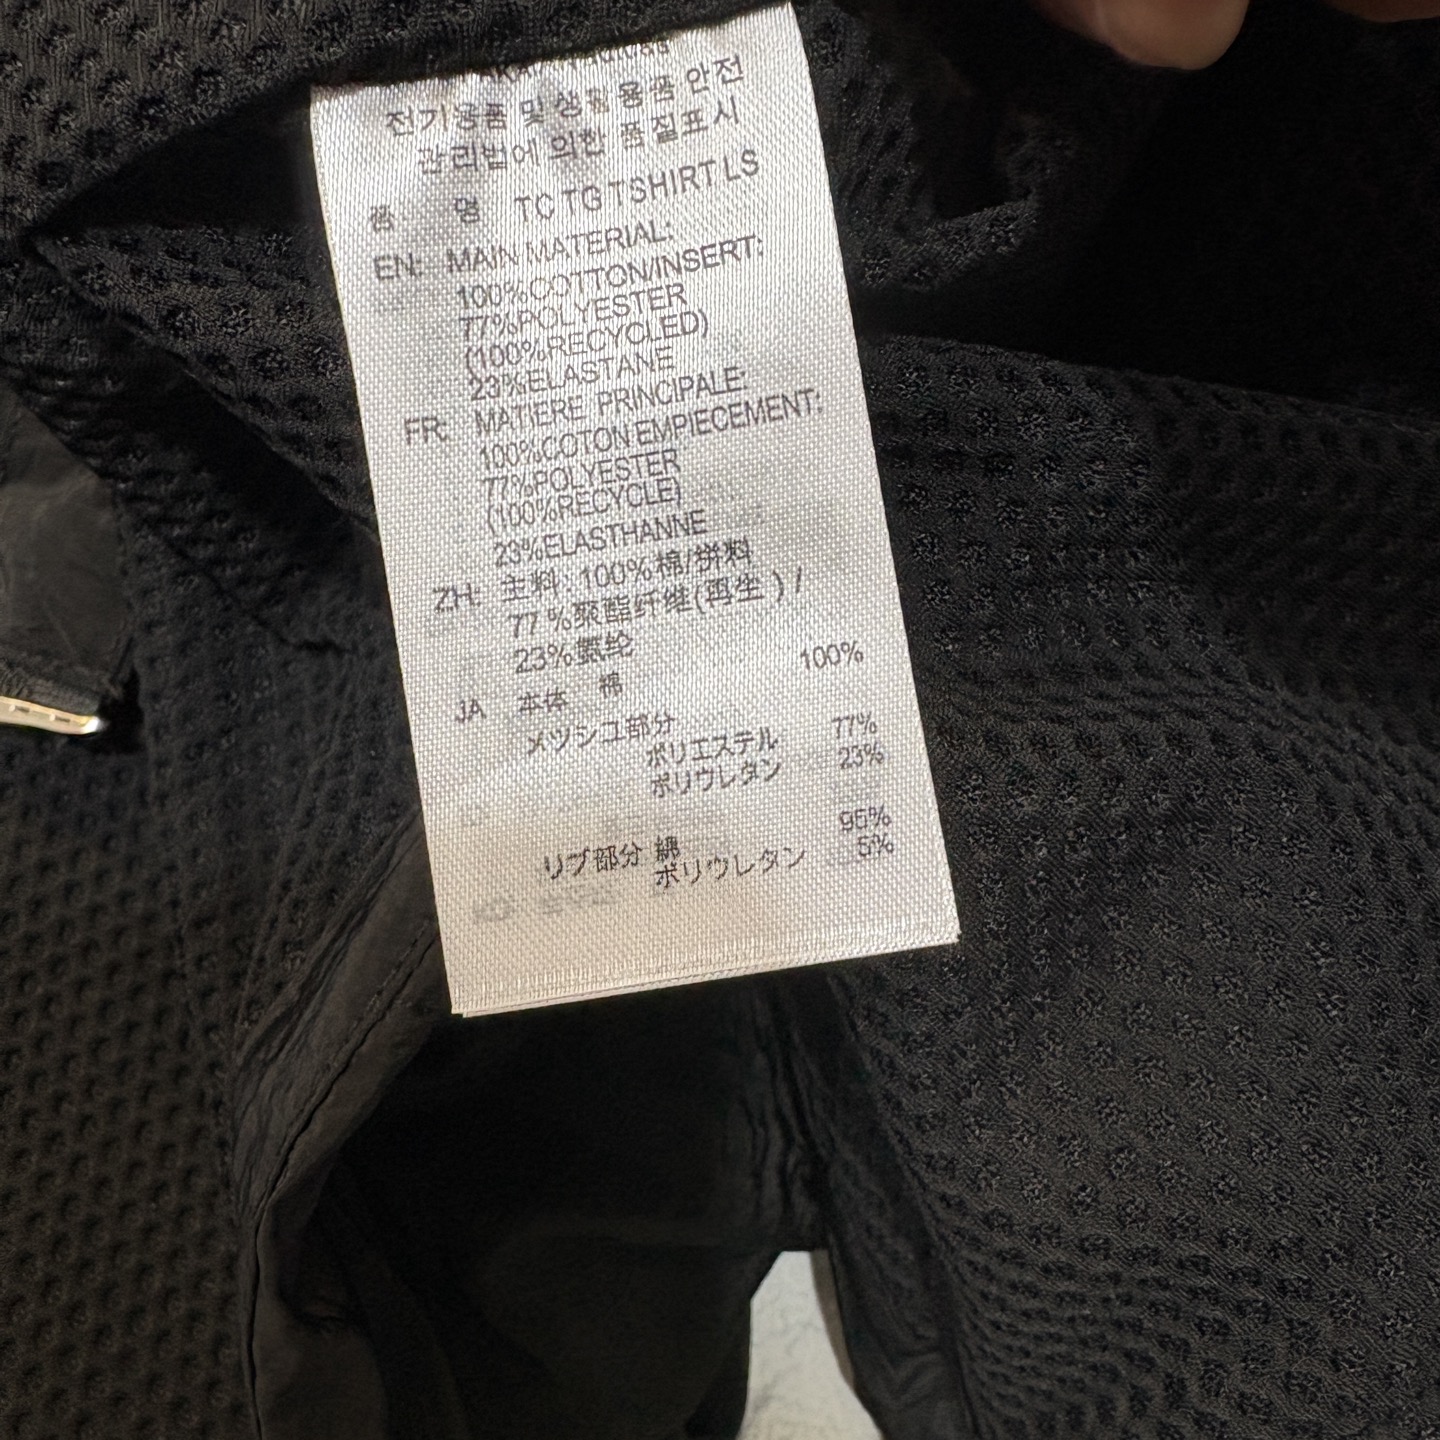 전기용품 및 생활용품 안전
관리법에 의한 품질표시
품 명 TC TG TSHIRT LS
EN: MAIN MATERIAL:
100%COTTON/INSERT:
77%POLYESTER
(100%RECYCLED)
23%ELASTANE
FR: MATIERE PRINCIPALE:
100%COTON EMPIECEMENT:
77%POLYESTER
(100%RECYCLE)
23%ELASTHANNE
ZH: 主料: 100%棉/拼料
77%聚酯纤维(再生) /
23%氨纶
JA 本体 棉 100%
メツシユ部分
ポリエステル 77%
ポリウレタン 23%
リブ部分 綿 95%
ポリウレタン 5%